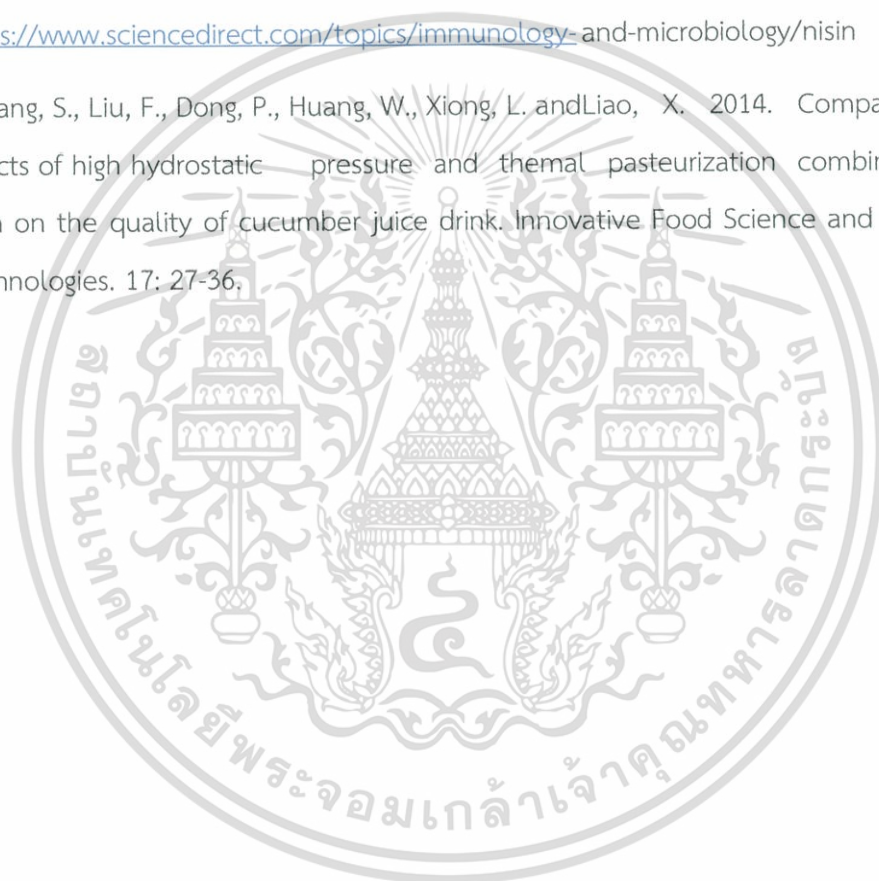 s://www.sciencedirect.com/topics/immunology-and-microbiology/nisin
ang, S., Liu, F., Dong, P., Huang, W., Xiong, L. andLiao, X. 2014. Compa
cts of high hydrostatic pressure and themal pasteurization combin
n on the quality of cucumber juice drink. Innovative Food Science and
hnologies. 17: 27-36.
สถาบันเทคโนโลยีพระจอมเกล้าเจ้าคุณทหารลาดกระบัง